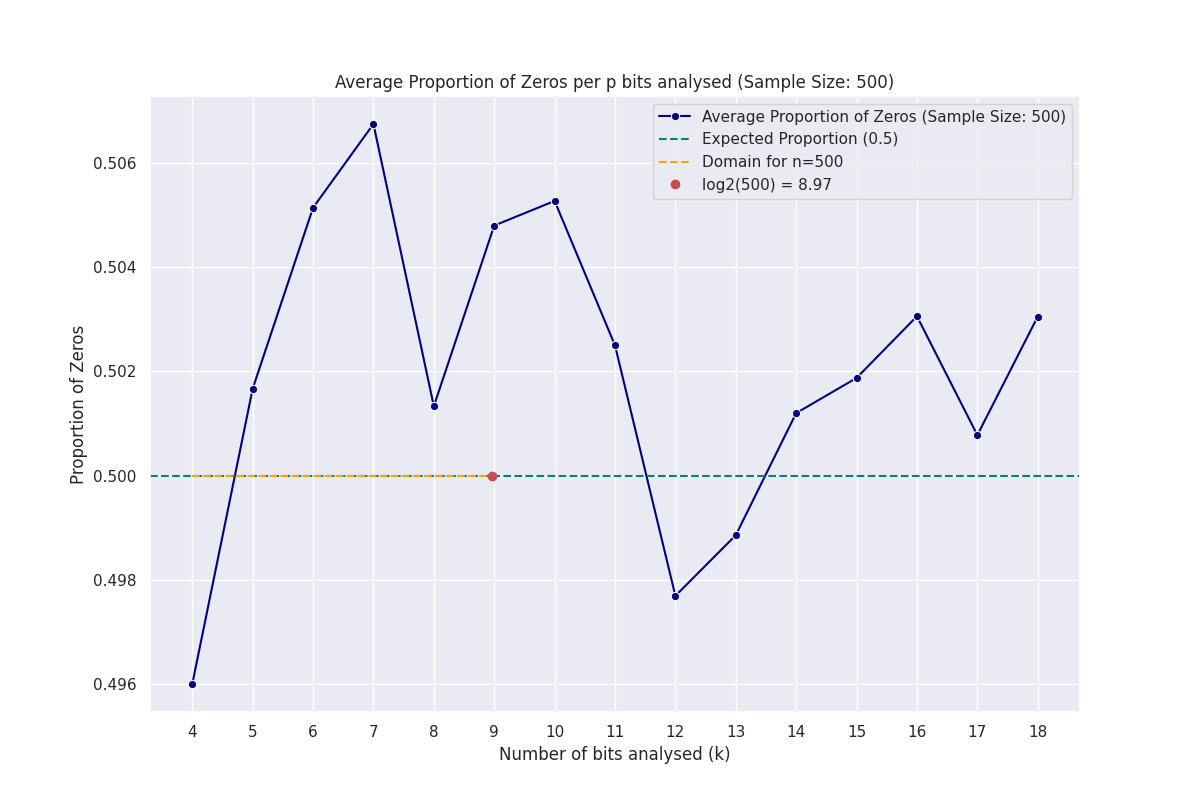 Average Proportion of Zeros per p bits analysed (Sample Size: 500)
Average Proportion of Zeros (Sample Size: 500)
Expected Proportion (0.5)
Domain for n=500
log2(500) = 8.97
Proportion of Zeros
0.506
0.504
0.502
0.500
0.498
0.496
4 5 6 7 8 9 10 11 12 13 14 15 16 17 18
Number of bits analysed (k)